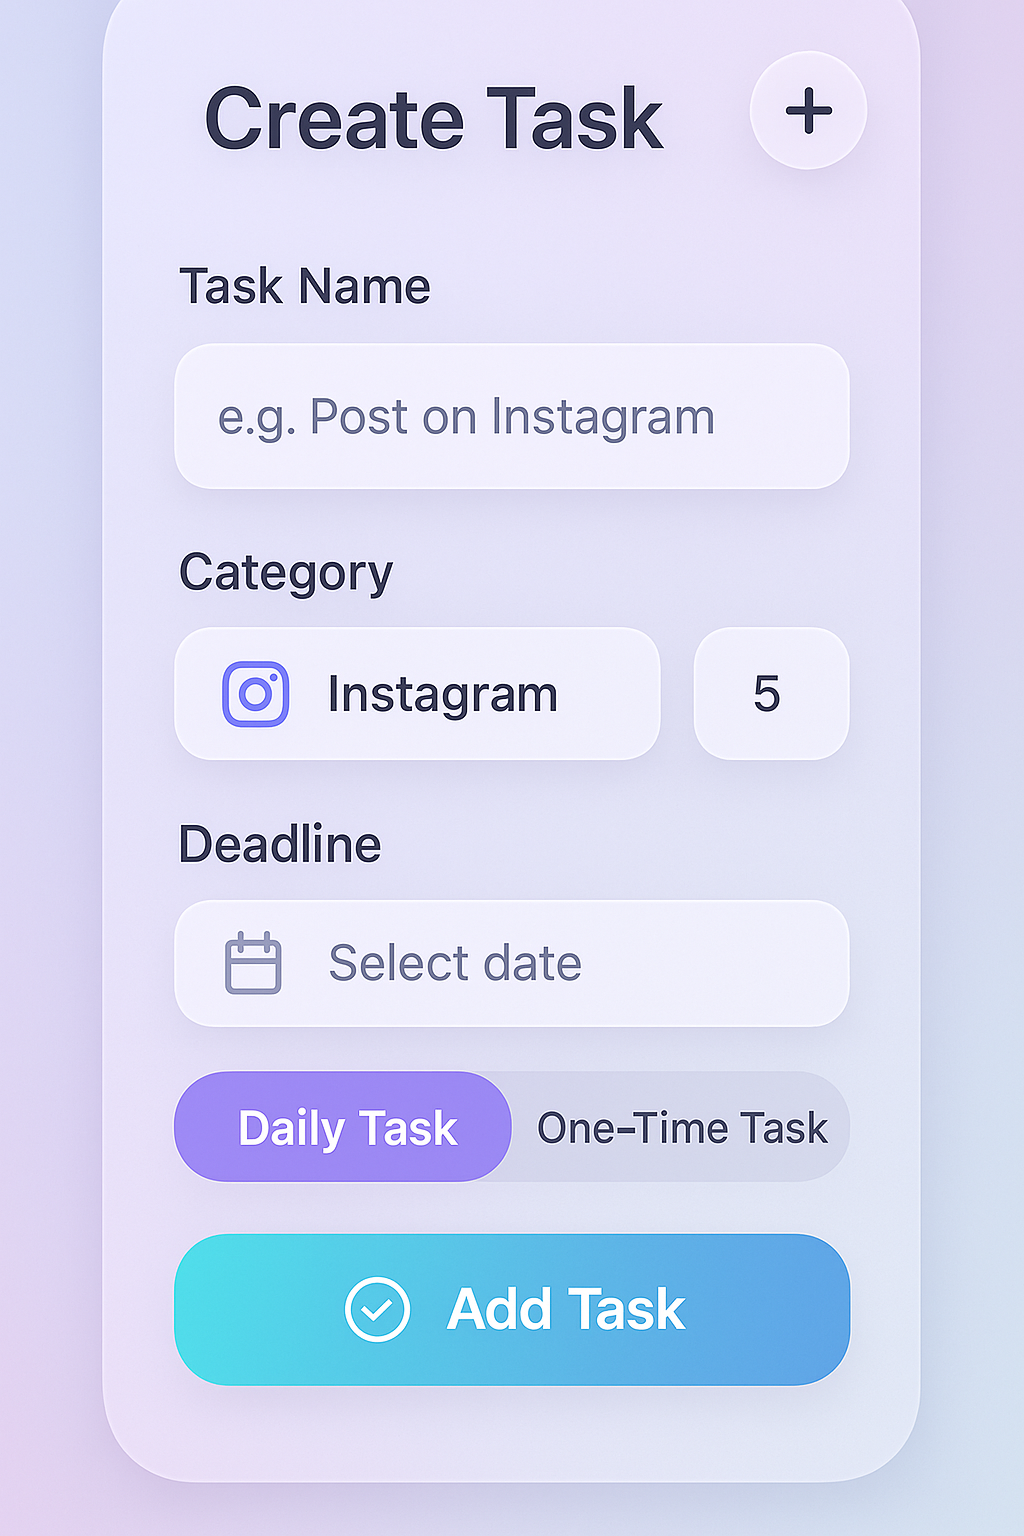 Create Task
Task Name
e.g. Post on Instagram
Category
Instagram
5
Deadline
Select date
Daily Task
One-Time Task
Add Task